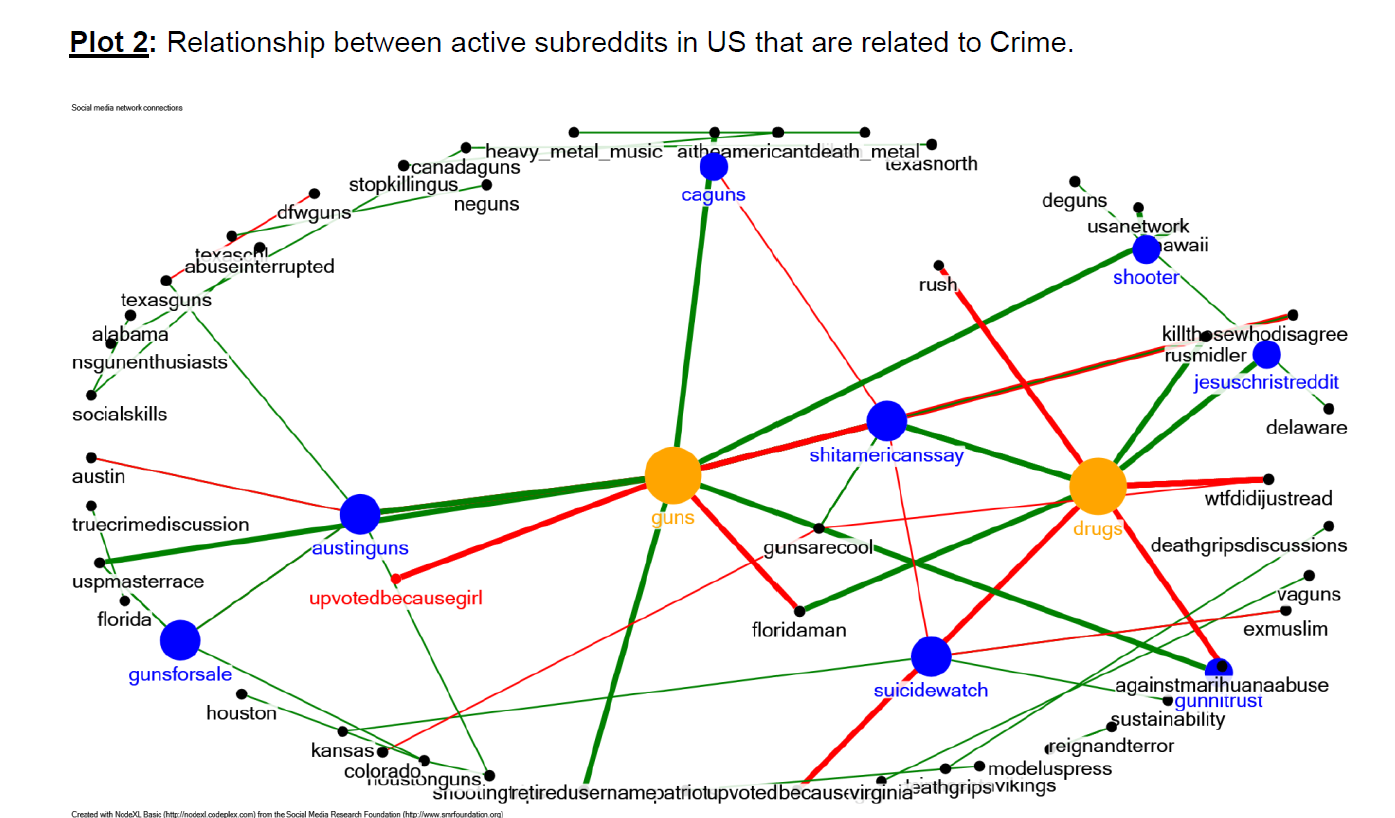 Plot 2: Relationship between active subreddits in US that are related to Crime.
Social media network connections
heavy_metal_music
death_metal
canadaguns
texasnorth
stopkillingus
caguns
deguns
neguns
dfwguns
usanetwork
abuseinterrupted
shooter
rush
texasguns
alabama
killthosewhodisagree
rusmidler
nsgunenthusiasts
jesuschristreddit
socialskills
delaware
shitamericanssay
austin
wtfdidijustread
guns
truecrimediscussion
drugs
austinguns
gunsarecool
deathgripsdiscussions
uspmasterrace
vaguns
upvotedbecausegirl
florida
floridaman
exmuslim
gunsforsale
againstmarihuanaabuse
suicidewatch
gunnitrust
houston
sustainability
kansas
reignandterror
colorado
modeluspress
houstonguns
deathgrips
vikings
virginia
Created with NodeXL Basic (http://nodexl.codeplex.com) from the Social Media Research Foundation (http://www.smrfoundation.org)